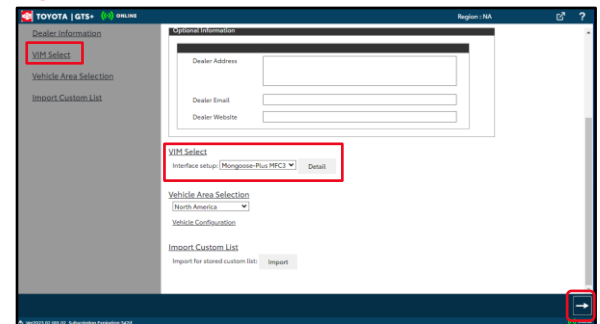 TOYOTA | GTS+ ONLINE
Region : NA
?
Dealer Information
VIM Select
Vehicle Area Selection
Import Custom List
Optional Information
Dealer Address
Dealer Email
Dealer Website
VIM Select
Interface setup: Mongoose-Plus MFC3 Detail
Vehicle Area Selection
North America
Vehicle Configuration
Import Custom List
Import for stored custom list: Import